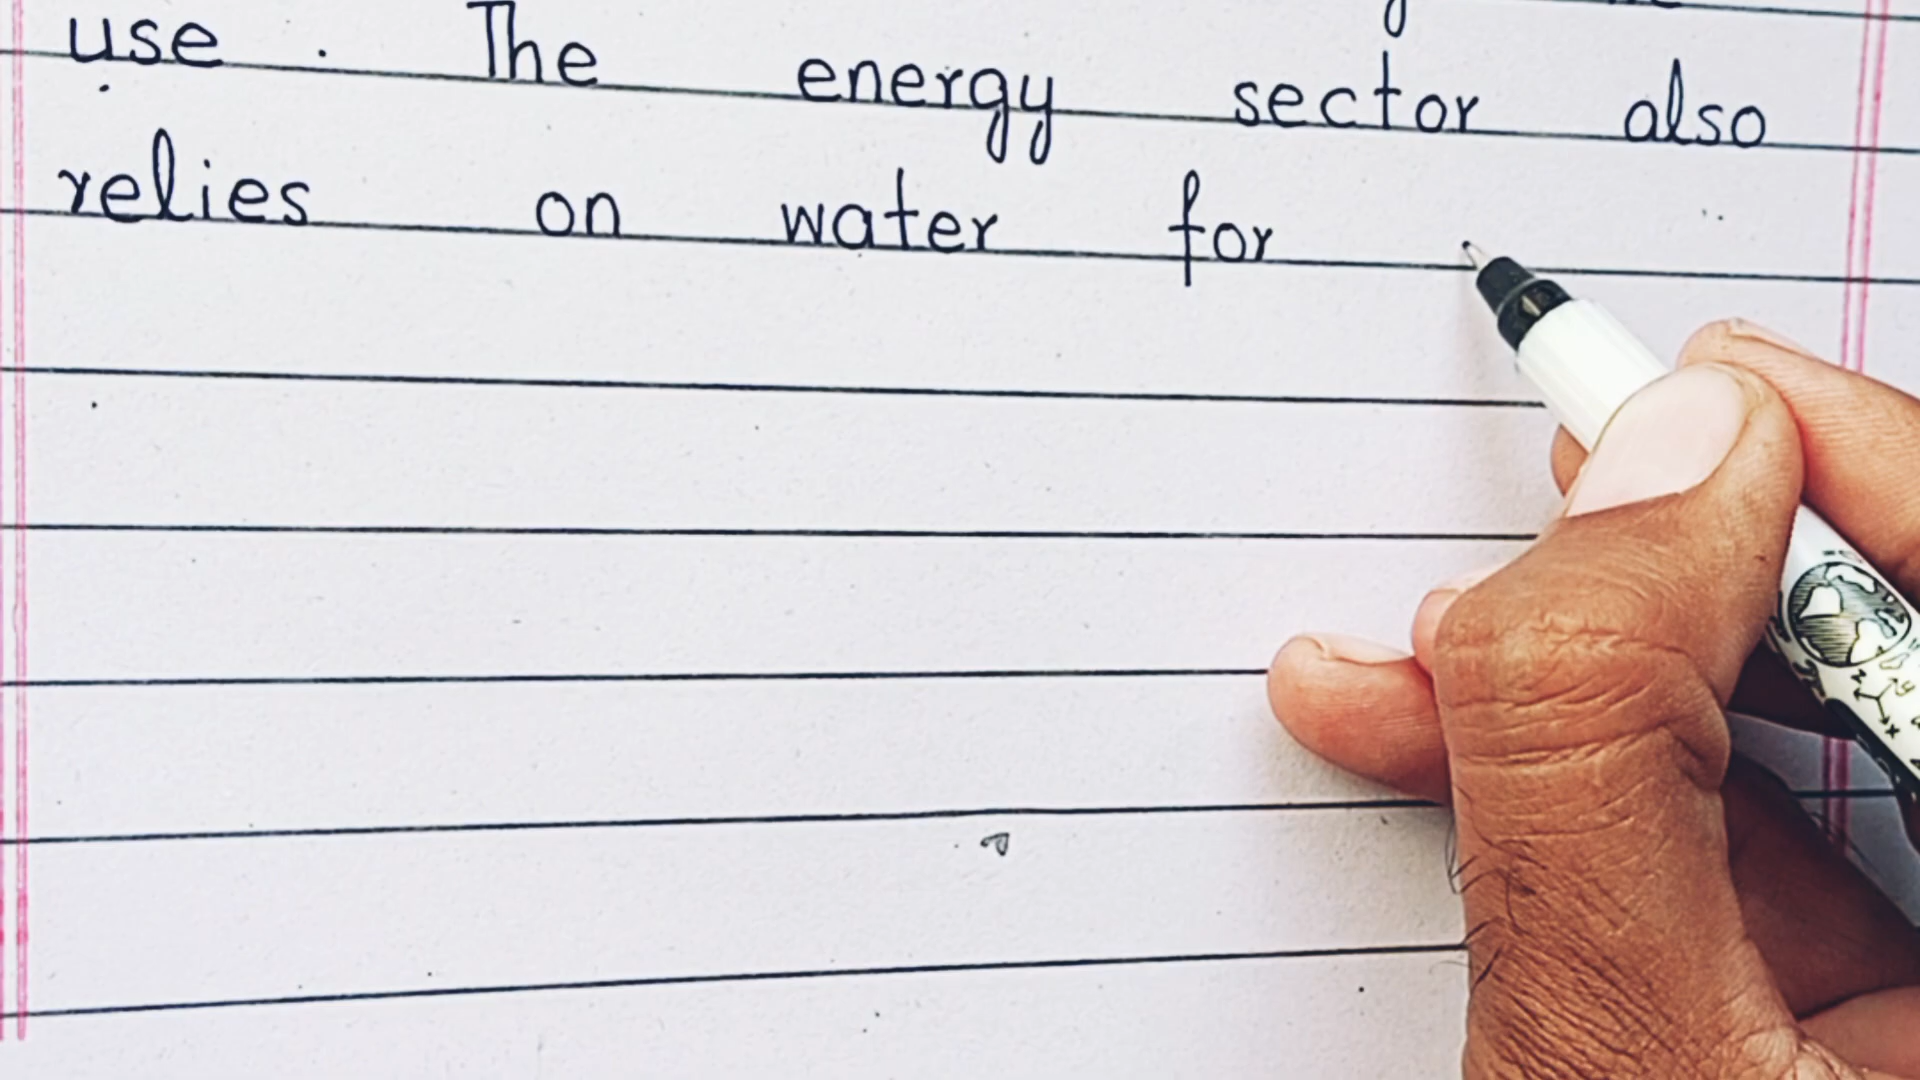 use. The energy sector also
relies on water for